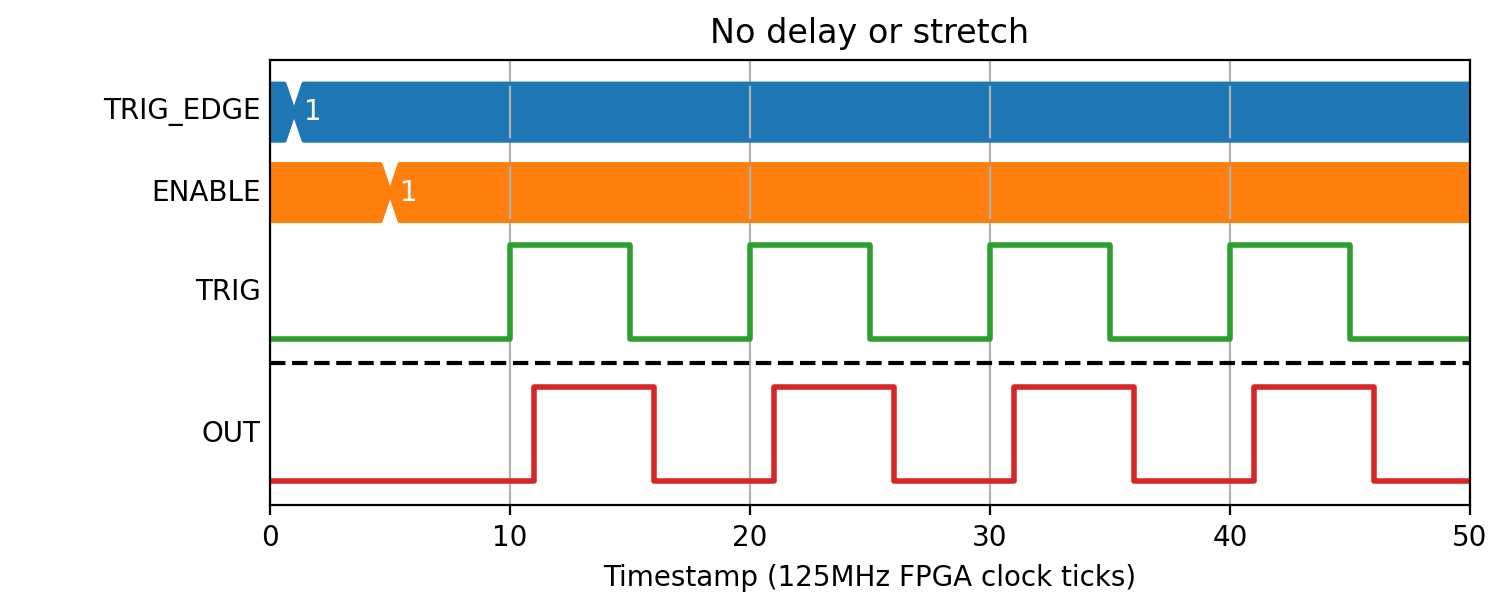 No delay or stretch
TRIG_EDGE
1
ENABLE
1
TRIG
OUT
0 10 20 30 40 50
Timestamp (125MHz FPGA clock ticks)